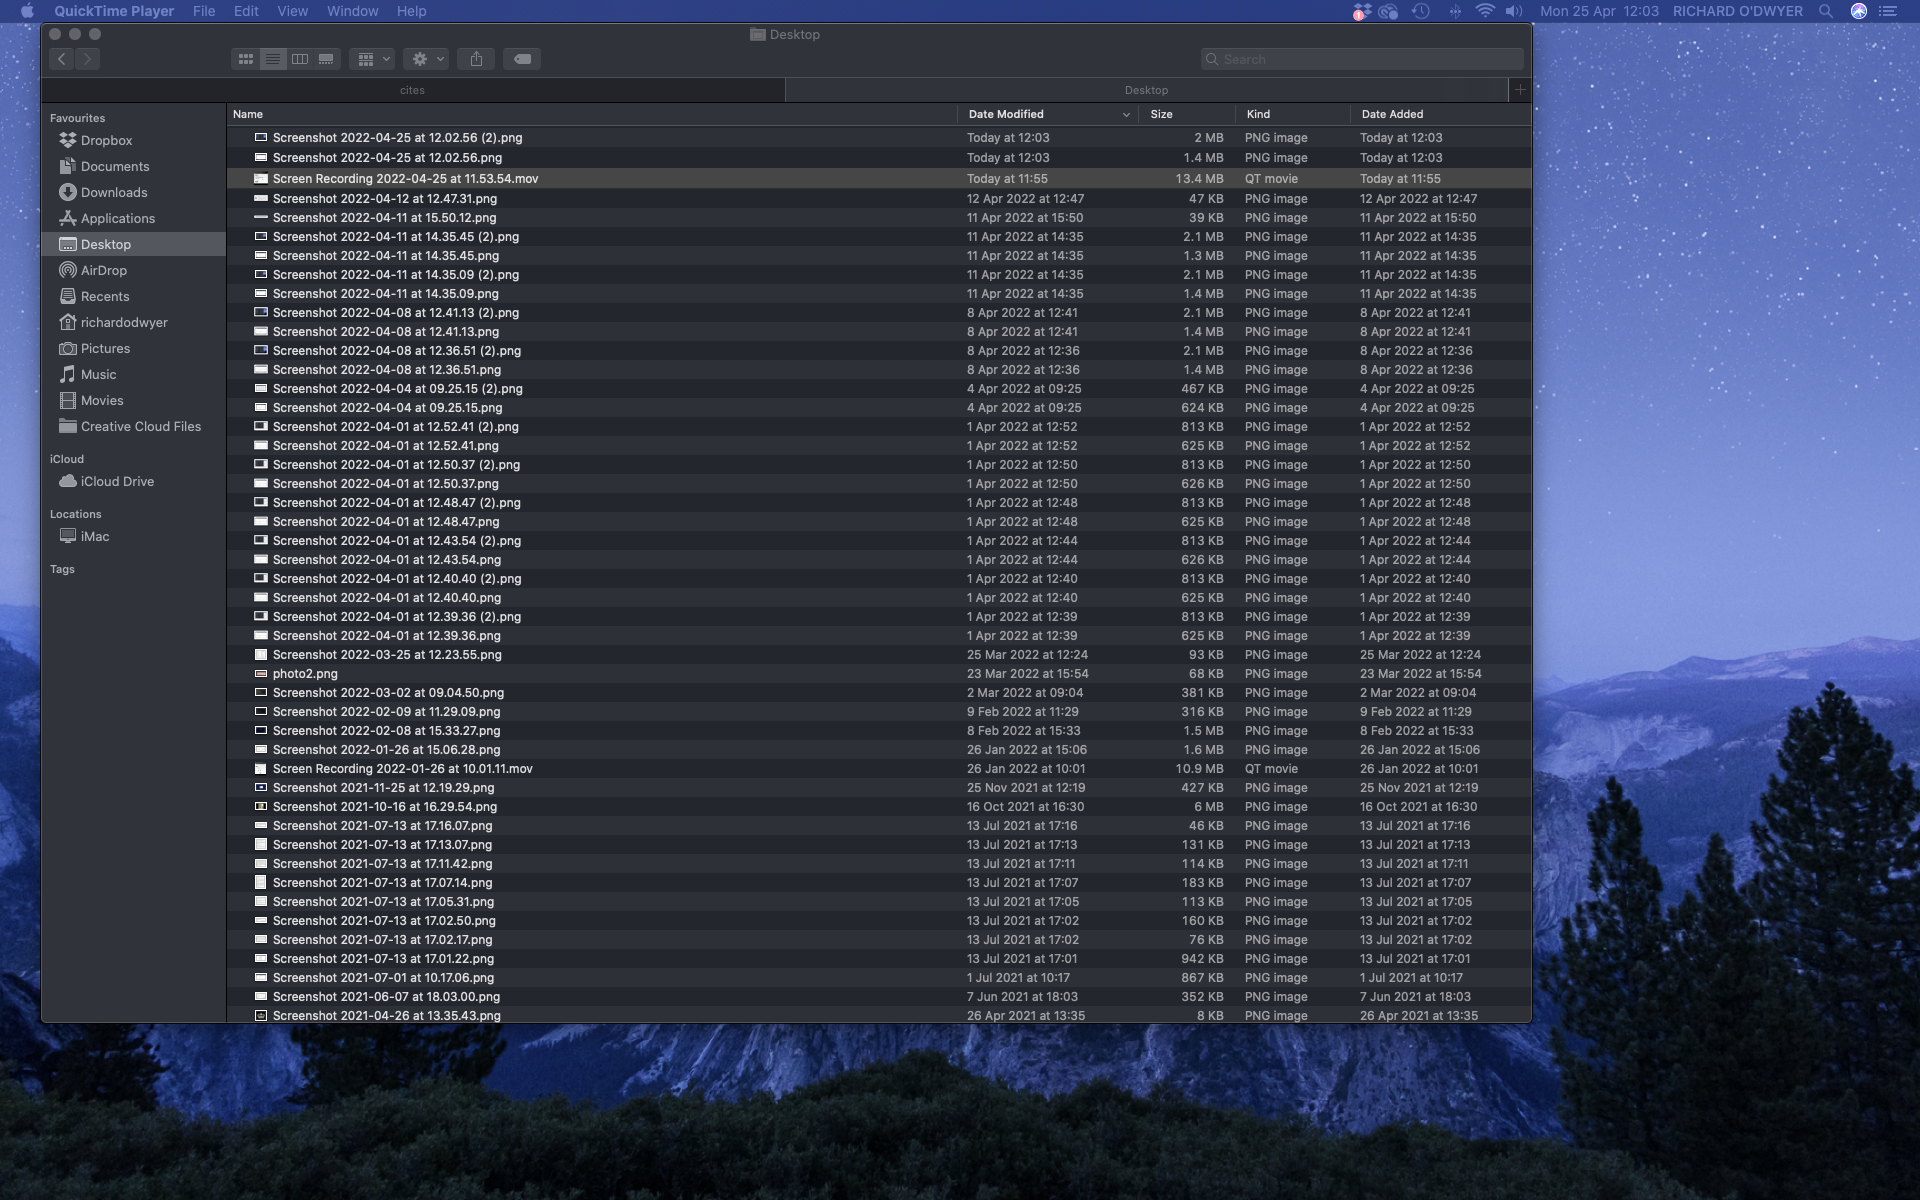 QuickTime Player File Edit View Window Help Mon 25 Apr 12:03 RICHARD O'DWYER
Desktop
Search
cites Desktop
Favourites
Dropbox
Documents
Downloads
Applications
Desktop
AirDrop
Recents
richardodwyer
Pictures
Music
Movies
Creative Cloud Files
iCloud
iCloud Drive
Locations
iMac
Tags
Name Date Modified Size Kind Date Added
Screenshot 2022-04-25 at 12.02.56 (2).png Today at 12:03 2 MB PNG image Today at 12:03
Screenshot 2022-04-25 at 12.02.56.png Today at 12:03 1.4 MB PNG image Today at 12:03
Screen Recording 2022-04-25 at 11.53.54.mov Today at 11:55 13.4 MB QT movie Today at 11:55
Screenshot 2022-04-12 at 12.47.31.png 12 Apr 2022 at 12:47 47 KB PNG image 12 Apr 2022 at 12:47
Screenshot 2022-04-11 at 15.50.12.png 11 Apr 2022 at 15:50 39 KB PNG image 11 Apr 2022 at 15:50
Screenshot 2022-04-11 at 14.35.45 (2).png 11 Apr 2022 at 14:35 2.1 MB PNG image 11 Apr 2022 at 14:35
Screenshot 2022-04-11 at 14.35.45.png 11 Apr 2022 at 14:35 1.3 MB PNG image 11 Apr 2022 at 14:35
Screenshot 2022-04-11 at 14.35.09 (2).png 11 Apr 2022 at 14:35 2.1 MB PNG image 11 Apr 2022 at 14:35
Screenshot 2022-04-11 at 14.35.09.png 11 Apr 2022 at 14:35 1.4 MB PNG image 11 Apr 2022 at 14:35
Screenshot 2022-04-08 at 12.41.13 (2).png 8 Apr 2022 at 12:41 2.1 MB PNG image 8 Apr 2022 at 12:41
Screenshot 2022-04-08 at 12.41.13.png 8 Apr 2022 at 12:41 1.4 MB PNG image 8 Apr 2022 at 12:41
Screenshot 2022-04-08 at 12.36.51 (2).png 8 Apr 2022 at 12:36 2.1 MB PNG image 8 Apr 2022 at 12:36
Screenshot 2022-04-08 at 12.36.51.png 8 Apr 2022 at 12:36 1.4 MB PNG image 8 Apr 2022 at 12:36
Screenshot 2022-04-04 at 09.25.15 (2).png 4 Apr 2022 at 09:25 467 KB PNG image 4 Apr 2022 at 09:25
Screenshot 2022-04-04 at 09.25.15.png 4 Apr 2022 at 09:25 624 KB PNG image 4 Apr 2022 at 09:25
Screenshot 2022-04-01 at 12.52.41 (2).png 1 Apr 2022 at 12:52 813 KB PNG image 1 Apr 2022 at 12:52
Screenshot 2022-04-01 at 12.52.41.png 1 Apr 2022 at 12:52 625 KB PNG image 1 Apr 2022 at 12:52
Screenshot 2022-04-01 at 12.50.37 (2).png 1 Apr 2022 at 12:50 813 KB PNG image 1 Apr 2022 at 12:50
Screenshot 2022-04-01 at 12.50.37.png 1 Apr 2022 at 12:50 626 KB PNG image 1 Apr 2022 at 12:50
Screenshot 2022-04-01 at 12.48.47 (2).png 1 Apr 2022 at 12:48 813 KB PNG image 1 Apr 2022 at 12:48
Screenshot 2022-04-01 at 12.48.47.png 1 Apr 2022 at 12:48 625 KB PNG image 1 Apr 2022 at 12:48
Screenshot 2022-04-01 at 12.43.54 (2).png 1 Apr 2022 at 12:44 813 KB PNG image 1 Apr 2022 at 12:44
Screenshot 2022-04-01 at 12.43.54.png 1 Apr 2022 at 12:44 626 KB PNG image 1 Apr 2022 at 12:44
Screenshot 2022-04-01 at 12.40.40 (2).png 1 Apr 2022 at 12:40 813 KB PNG image 1 Apr 2022 at 12:40
Screenshot 2022-04-01 at 12.40.40.png 1 Apr 2022 at 12:40 625 KB PNG image 1 Apr 2022 at 12:40
Screenshot 2022-04-01 at 12.39.36 (2).png 1 Apr 2022 at 12:39 813 KB PNG image 1 Apr 2022 at 12:39
Screenshot 2022-04-01 at 12.39.36.png 1 Apr 2022 at 12:39 625 KB PNG image 1 Apr 2022 at 12:39
Screenshot 2022-03-25 at 12.23.55.png 25 Mar 2022 at 12:24 93 KB PNG image 25 Mar 2022 at 12:24
photo2.png 23 Mar 2022 at 15:54 68 KB PNG image 23 Mar 2022 at 15:54
Screenshot 2022-03-02 at 09.04.50.png 2 Mar 2022 at 09:04 381 KB PNG image 2 Mar 2022 at 09:04
Screenshot 2022-02-09 at 11.29.09.png 9 Feb 2022 at 11:29 316 KB PNG image 9 Feb 2022 at 11:29
Screenshot 2022-02-08 at 15.33.27.png 8 Feb 2022 at 15:33 1.5 MB PNG image 8 Feb 2022 at 15:33
Screenshot 2022-01-26 at 15.06.28.png 26 Jan 2022 at 15:06 1.6 MB PNG image 26 Jan 2022 at 15:06
Screen Recording 2022-01-26 at 10.01.11.mov 26 Jan 2022 at 10:01 10.9 MB QT movie 26 Jan 2022 at 10:01
Screenshot 2021-11-25 at 12.19.29.png 25 Nov 2021 at 12:19 427 KB PNG image 25 Nov 2021 at 12:19
Screenshot 2021-10-16 at 16.29.54.png 16 Oct 2021 at 16:30 6 MB PNG image 16 Oct 2021 at 16:30
Screenshot 2021-07-13 at 17.16.07.png 13 Jul 2021 at 17:16 46 KB PNG image 13 Jul 2021 at 17:16
Screenshot 2021-07-13 at 17.13.07.png 13 Jul 2021 at 17:13 131 KB PNG image 13 Jul 2021 at 17:13
Screenshot 2021-07-13 at 17.11.42.png 13 Jul 2021 at 17:11 114 KB PNG image 13 Jul 2021 at 17:11
Screenshot 2021-07-13 at 17.07.14.png 13 Jul 2021 at 17:07 183 KB PNG image 13 Jul 2021 at 17:07
Screenshot 2021-07-13 at 17.05.31.png 13 Jul 2021 at 17:05 113 KB PNG image 13 Jul 2021 at 17:05
Screenshot 2021-07-13 at 17.02.50.png 13 Jul 2021 at 17:02 160 KB PNG image 13 Jul 2021 at 17:02
Screenshot 2021-07-13 at 17.02.17.png 13 Jul 2021 at 17:02 76 KB PNG image 13 Jul 2021 at 17:02
Screenshot 2021-07-13 at 17.01.22.png 13 Jul 2021 at 17:01 942 KB PNG image 13 Jul 2021 at 17:01
Screenshot 2021-07-01 at 10.17.06.png 1 Jul 2021 at 10:17 867 KB PNG image 1 Jul 2021 at 10:17
Screenshot 2021-06-07 at 18.03.00.png 7 Jun 2021 at 18:03 352 KB PNG image 7 Jun 2021 at 18:03
Screenshot 2021-04-26 at 13.35.43.png 26 Apr 2021 at 13:35 8 KB PNG image 26 Apr 2021 at 13:35